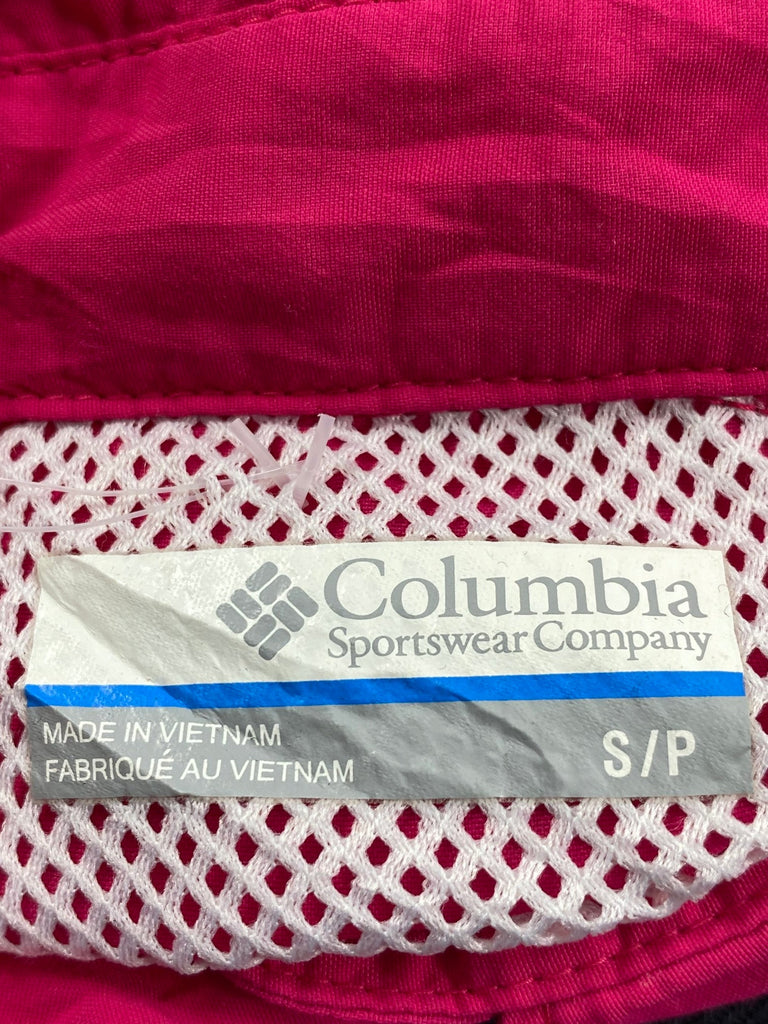 Columbia
Sportswear Company
MADE IN VIETNAM
FABRIQUÉ AU VIETNAM
S/P